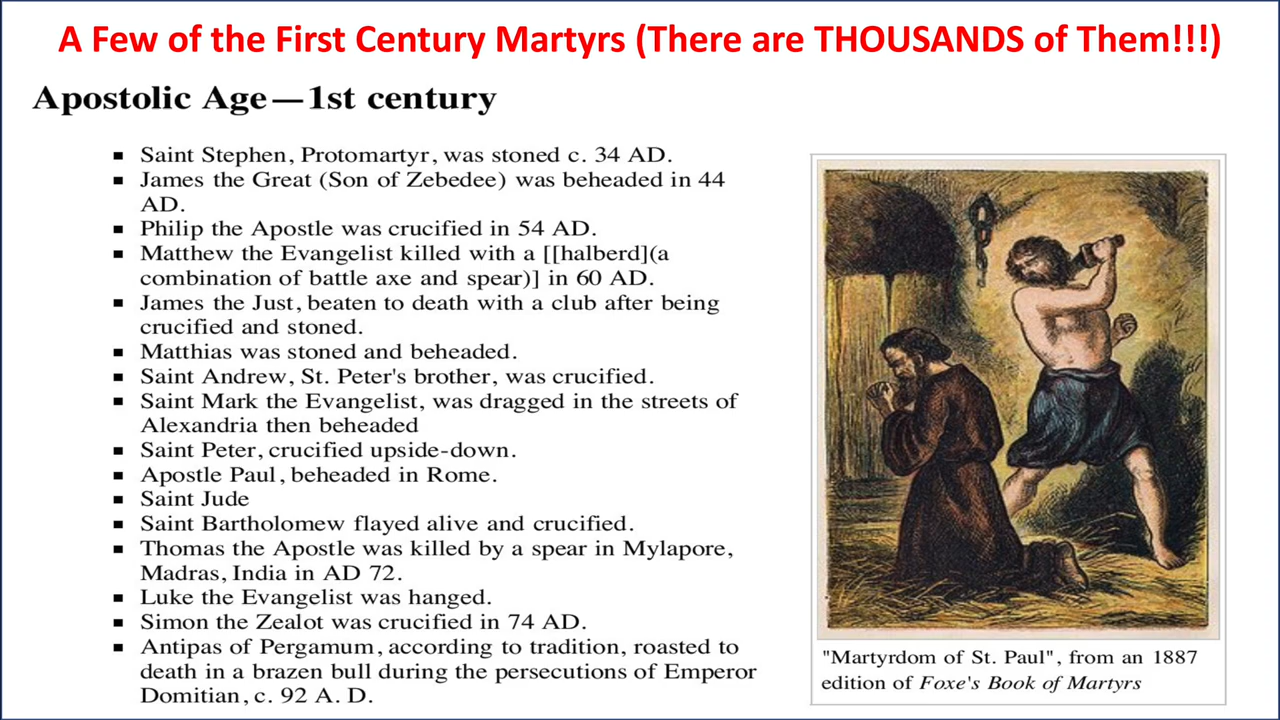 A Few of the First Century Martyrs (There are THOUSANDS of Them!!!)
Apostolic Age—1st century
▪ Saint Stephen, Protomartyr, was stoned c. 34 AD.
▪ James the Great (Son of Zebedee) was beheaded in 44
AD.
▪ Philip the Apostle was crucified in 54 AD.
▪ Matthew the Evangelist killed with a [[halberd](a
combination of battle axe and spear)] in 60 AD.
▪ James the Just, beaten to death with a club after being
crucified and stoned.
▪ Matthias was stoned and beheaded.
▪ Saint Andrew, St. Peter's brother, was crucified.
▪ Saint Mark the Evangelist, was dragged in the streets of
Alexandria then beheaded
▪ Saint Peter, crucified upside-down.
▪ Apostle Paul, beheaded in Rome.
▪ Saint Jude
▪ Saint Bartholomew flayed alive and crucified.
▪ Thomas the Apostle was killed by a spear in Mylapore,
Madras, India in AD 72.
▪ Luke the Evangelist was hanged.
▪ Simon the Zealot was crucified in 74 AD.
▪ Antipas of Pergamum, according to tradition, roasted to
death in a brazen bull during the persecutions of Emperor
Domitian, c. 92 A. D.
"Martyrdom of St. Paul", from an 1887
edition of Foxe's Book of Martyrs